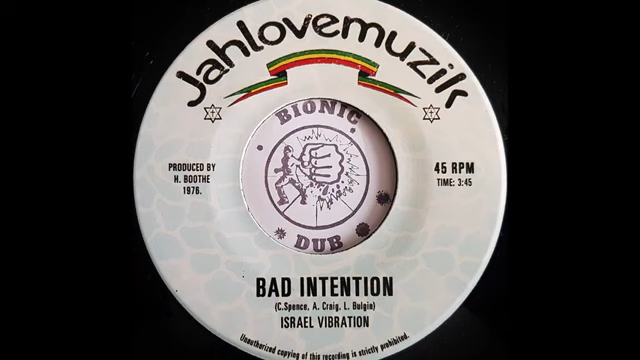 Jahlovemuzik
BIONIC
DUB
PRODUCED BY
H. BOOTHE
1976.
45 RPM
TIME: 3:45
BAD INTENTION
(C.Spence, A. Craig, L. Bulgin)
ISRAEL VIBRATION
Unauthorized copying of this recording is strictly prohibited.